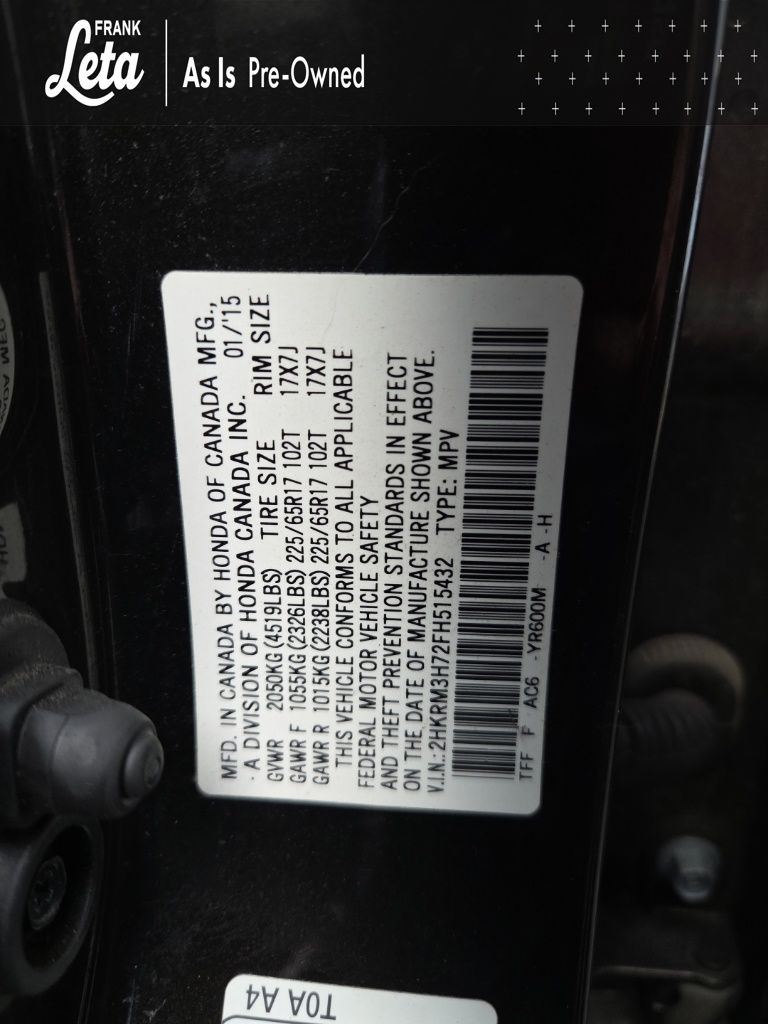 FRANK
Leta
As Is Pre-Owned
MFD. IN CANADA BY HONDA OF CANADA MFG.,
A DIVISION OF HONDA CANADA INC. 01/'15
GVWR 2050KG(4519LBS) TIRE SIZE RIM SIZE
GAWR F 1055KG(2326LBS) 225/65R17 102T 17X7J
GAWR R 1015KG(2238LBS) 225/65R17 102T 17X7J
THIS VEHICLE CONFORMS TO ALL APPLICABLE
FEDERAL MOTOR VEHICLE SAFETY
AND THEFT PREVENTION STANDARDS IN EFFECT
ON THE DATE OF MANUFACTURE SHOWN ABOVE.
V.I.N.:2HKRM3H72FH515432 TYPE: MPV
TFF P AC6 -YR600M -A -H
T0A A4